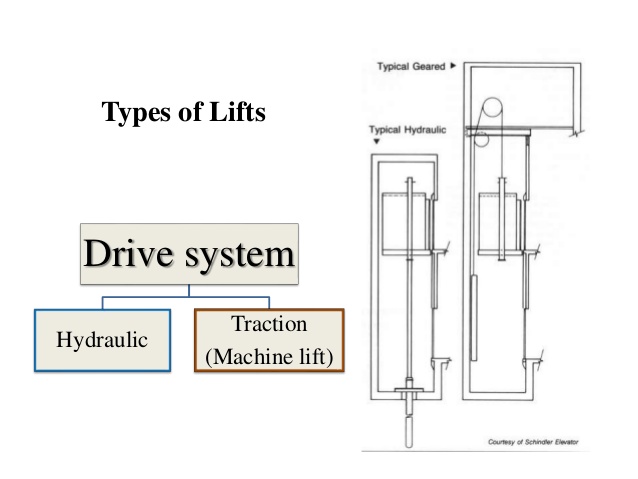 Types of Lifts
Drive system
Hydraulic
Traction
(Machine lift)
Typical Geared
Typical Hydraulic
Courtesy of Schindler Elevator